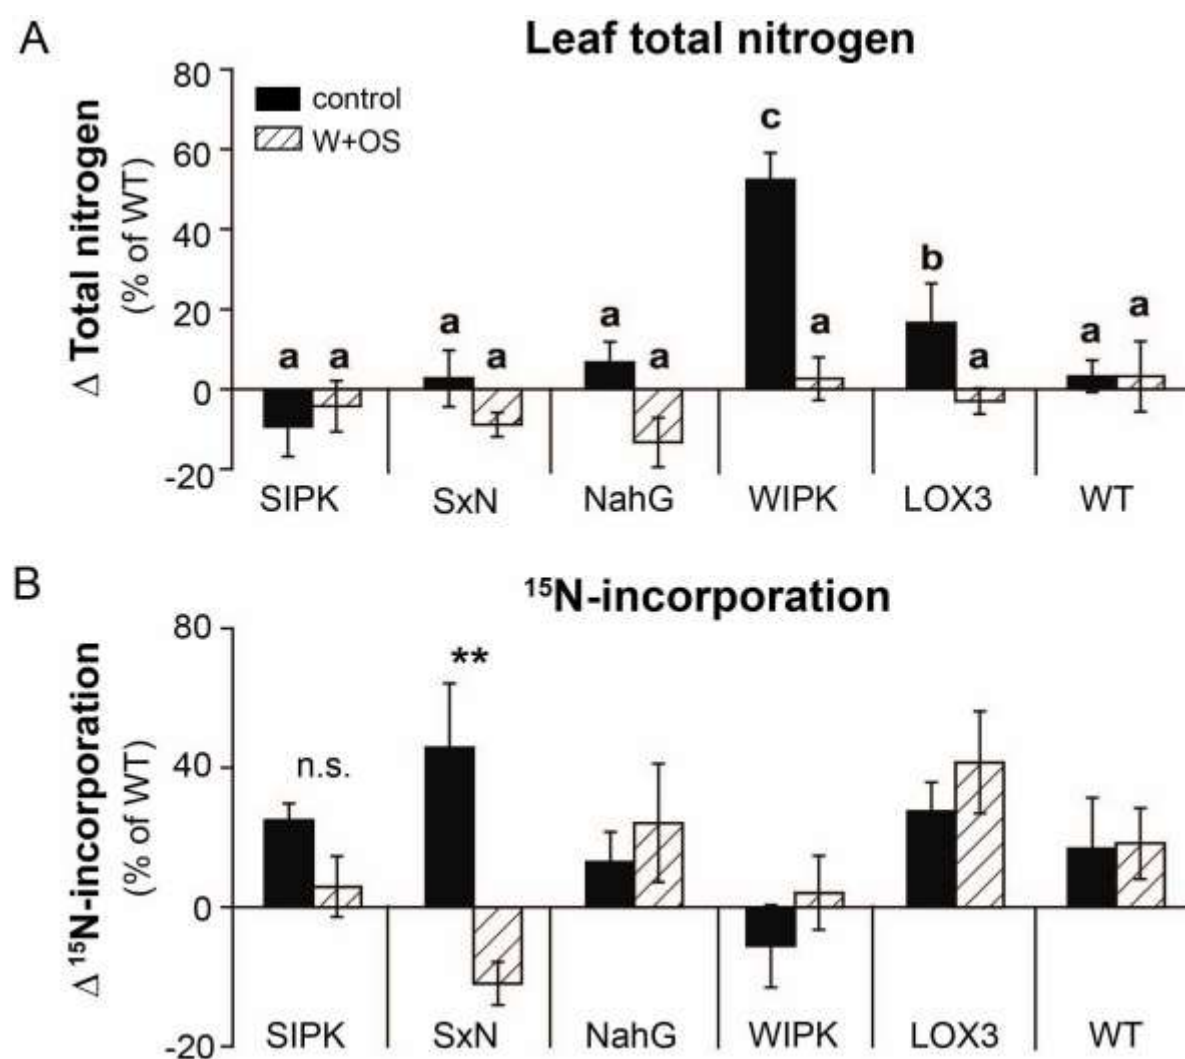 A
Leaf total nitrogen
Δ Total nitrogen
(% of WT)
80
60
40
20
0
-20
control
W+OS
a a a a a a c a b a a a
SIPK SxN NahG WIPK LOX3 WT
B
¹⁵N-incorporation
Δ ¹⁵N-incorporation
(% of WT)
80
40
0
-20
n.s. **
SIPK SxN NahG WIPK LOX3 WT